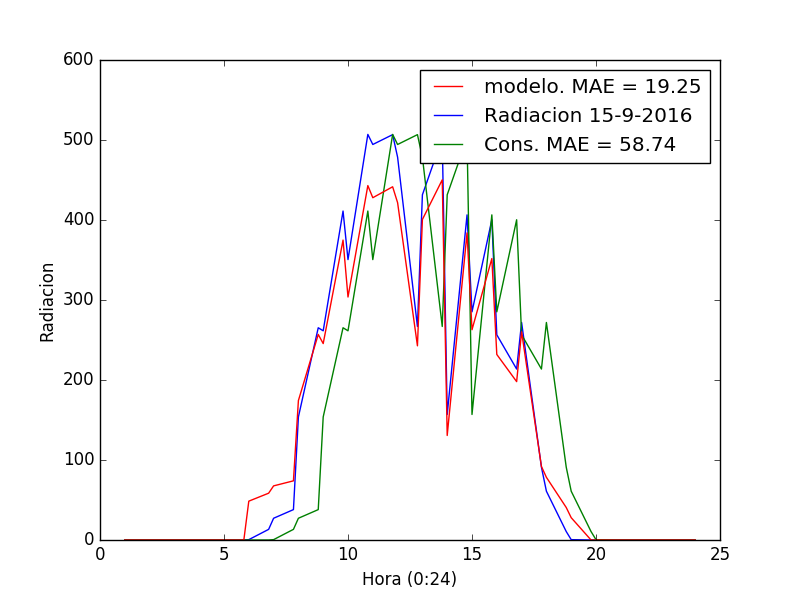 600
500
400
300
200
100
0
Radiacion
modelo. MAE = 19.25
Radiacion 15-9-2016
Cons. MAE = 58.74
0 5 10 15 20 25
Hora (0:24)